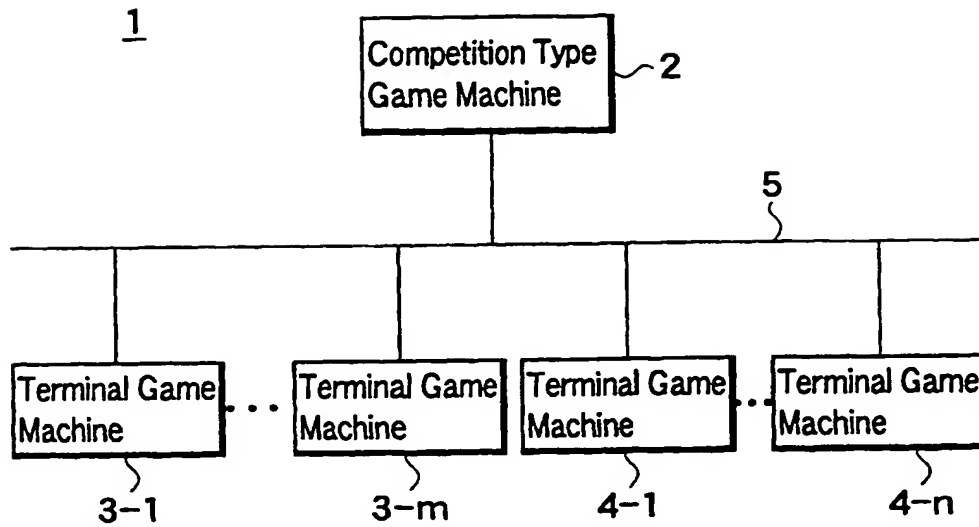 1
Competition Type
Game Machine
2
5
Terminal Game
Machine
Terminal Game
Machine
Terminal Game
Machine
Terminal Game
Machine
3-1
3-m
4-1
4-n